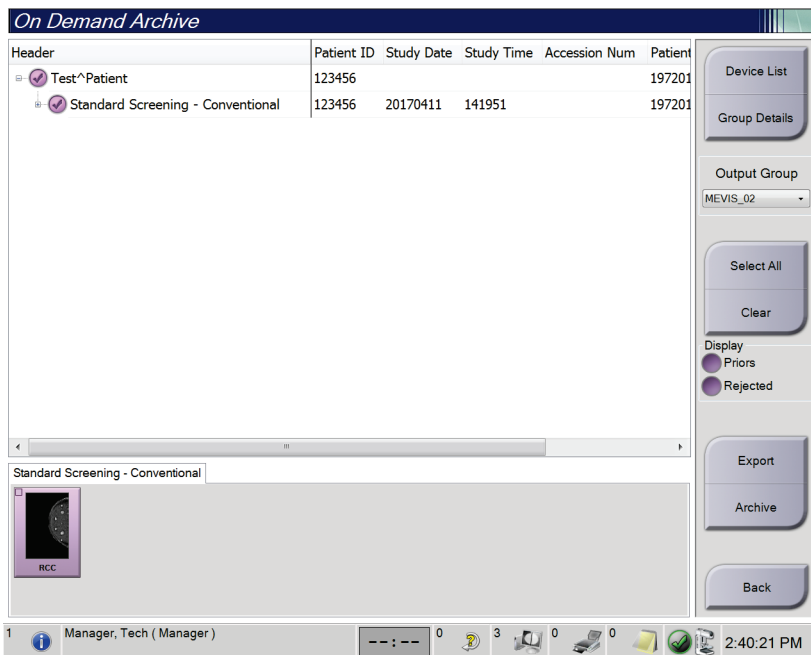 On Demand Archive
Header Patient ID Study Date Study Time Accession Num Patient
Test^Patient 123456 197201
Standard Screening - Conventional 123456 20170411 141951 197201
Device List
Group Details
Output Group
MEVIS_02
Select All
Clear
Display
Priors
Rejected
Export
Archive
Back
Standard Screening - Conventional
RCC
1 Manager, Tech ( Manager ) --:-- 0 3 0 0 2:40:21 PM